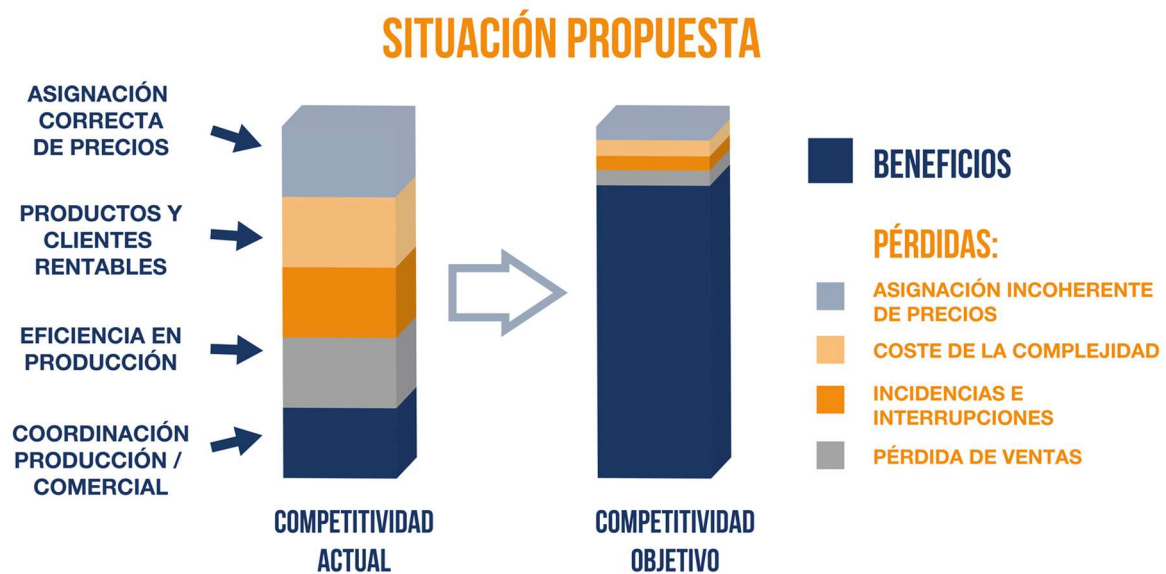 SITUACIÓN PROPUESTA
ASIGNACIÓN
CORRECTA
DE PRECIOS
PRODUCTOS Y
CLIENTES
RENTABLES
EFICIENCIA EN
PRODUCCIÓN
COORDINACIÓN
PRODUCCIÓN /
COMERCIAL
COMPETITIVIDAD
ACTUAL
COMPETITIVIDAD
OBJETIVO
BENEFICIOS
PÉRDIDAS:
ASIGNACIÓN INCOHERENTE
DE PRECIOS
COSTE DE LA COMPLEJIDAD
INCIDENCIAS E
INTERRUPCIONES
PÉRDIDA DE VENTAS